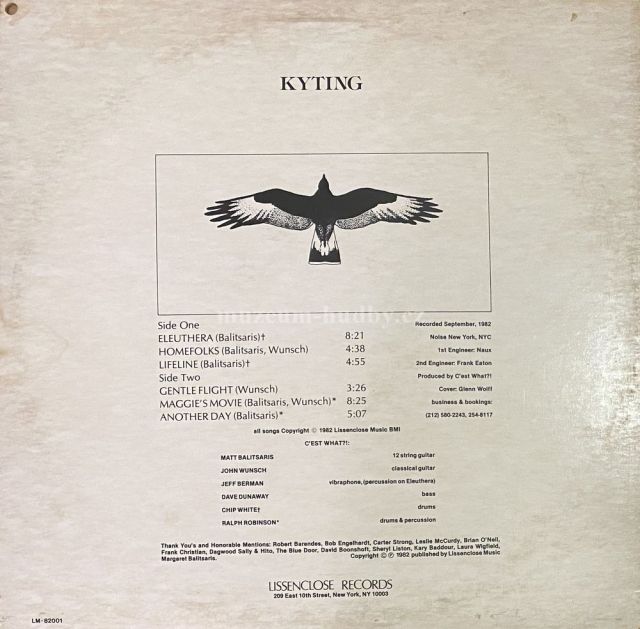 KYTING
muzeum-hudby.cz
Side One
ELEUTHERA (Balitsaris)† 8:21
HOMEFOLKS (Balitsaris, Wunsch) 4:38
LIFELINE (Balitsaris)† 4:55
Side Two
GENTLE FLIGHT (Wunsch) 3:26
MAGGIE'S MOVIE (Balitsaris, Wunsch)* 8:25
ANOTHER DAY (Balitsaris)* 5:07
Recorded September, 1982
Noise New York, NYC
1st Engineer: Naux
2nd Engineer: Frank Eaton
Produced by C'est What?!
Cover: Glenn Wolff
business & bookings:
(212) 580-2243, 254-8117
all songs Copyright © 1982 Lissenclose Music BMI
C'EST WHAT?!:
MATT BALITSARIS 12 string guitar
JOHN WUNSCH classical guitar
JEFF BERMAN vibraphone, (percussion on Eleuthera)
DAVE DUNAWAY bass
CHIP WHITE† drums
RALPH ROBINSON* drums & percussion
Thank You's and Honorable Mentions: Robert Barendes, Bob Engelhardt, Carter Strong, Leslie McCurdy, Brian O'Neil,
Frank Christian, Dagwood Sally & Hito, The Blue Door, David Boonshoft, Sheryl Liston, Kary Baddour, Laura Wigfield,
Margaret Balitsaris. Copyright © ℗ 1982 published by Lissenclose Music
LISSENCLOSE RECORDS
209 East 10th Street, New York, NY 10003
LM-82001